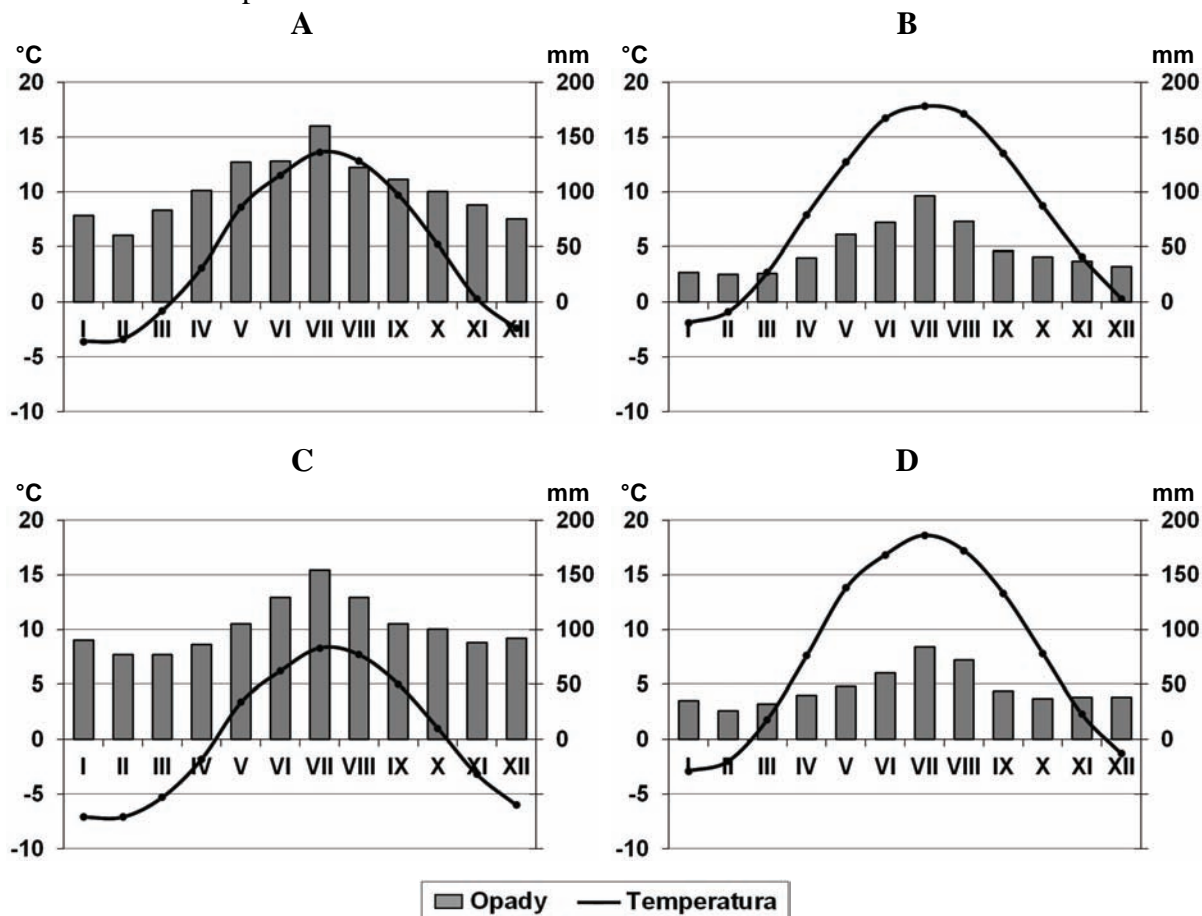 A
B
°C mm °C mm
20 200 20 200
15 150 15 150
10 100 10 100
5 50 5 50
0 0 0 0
I II III IV V VI VII VIII IX X XI XII I II III IV V VI VII VIII IX X XI XII
-5 -5
-10 -10
C
D
°C mm °C mm
20 200 20 200
15 150 15 150
10 100 10 100
5 50 5 50
0 0 0 0
I II III IV V VI VII VIII IX X XI XII I II III IV V VI VII VIII IX X XI XII
-5 -5
-10 -10
Opady Temperatura